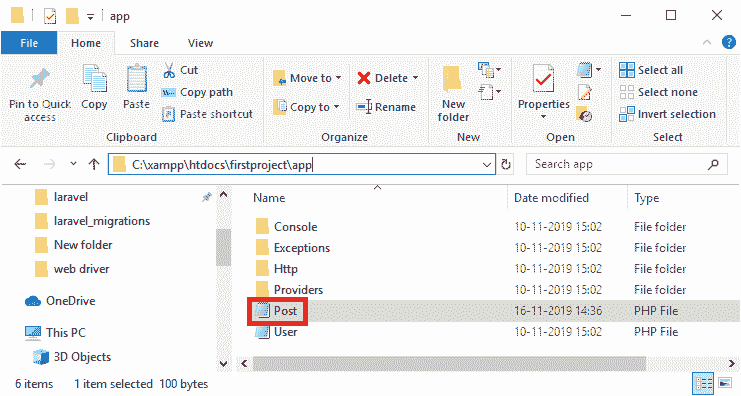 app
File Home Share View
Pin to Quick access
Copy
Paste
Cut
Copy path
Paste shortcut
Clipboard
Move to
Copy to
Delete
Rename
Organize
New folder
New
Properties
Open
Select all
Select none
Invert selection
Select
C:\xampp\htdocs\firstproject\app
Search app
laravel
laravel_migrations
New folder
web driver
OneDrive
This PC
3D Objects
Name Date modified Type
Console 10-11-2019 15:02 File folder
Exceptions 10-11-2019 15:02 File folder
Http 10-11-2019 15:02 File folder
Providers 10-11-2019 15:02 File folder
Post 16-11-2019 14:36 PHP File
User 10-11-2019 15:02 PHP File
6 items 1 item selected 100 bytes